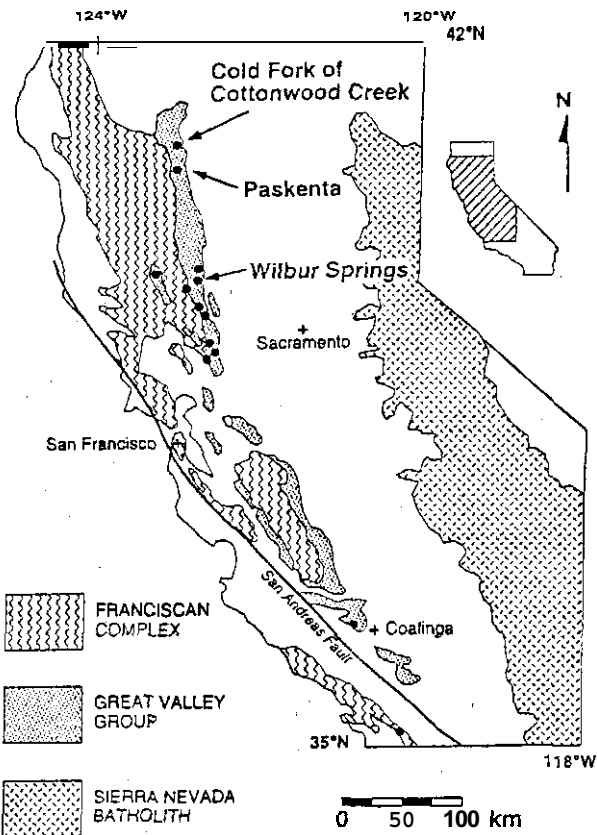 124°W
120°W
42°N
Cold Fork of
Cottonwood Creek
N
Paskenta
Wilbur Springs
Sacramento
San Francisco
San Andreas Fault
Coalinga
FRANCISCAN
COMPLEX
GREAT VALLEY
GROUP
35°N
118°W
SIERRA NEVADA
BATHOLITH
0 50 100 km